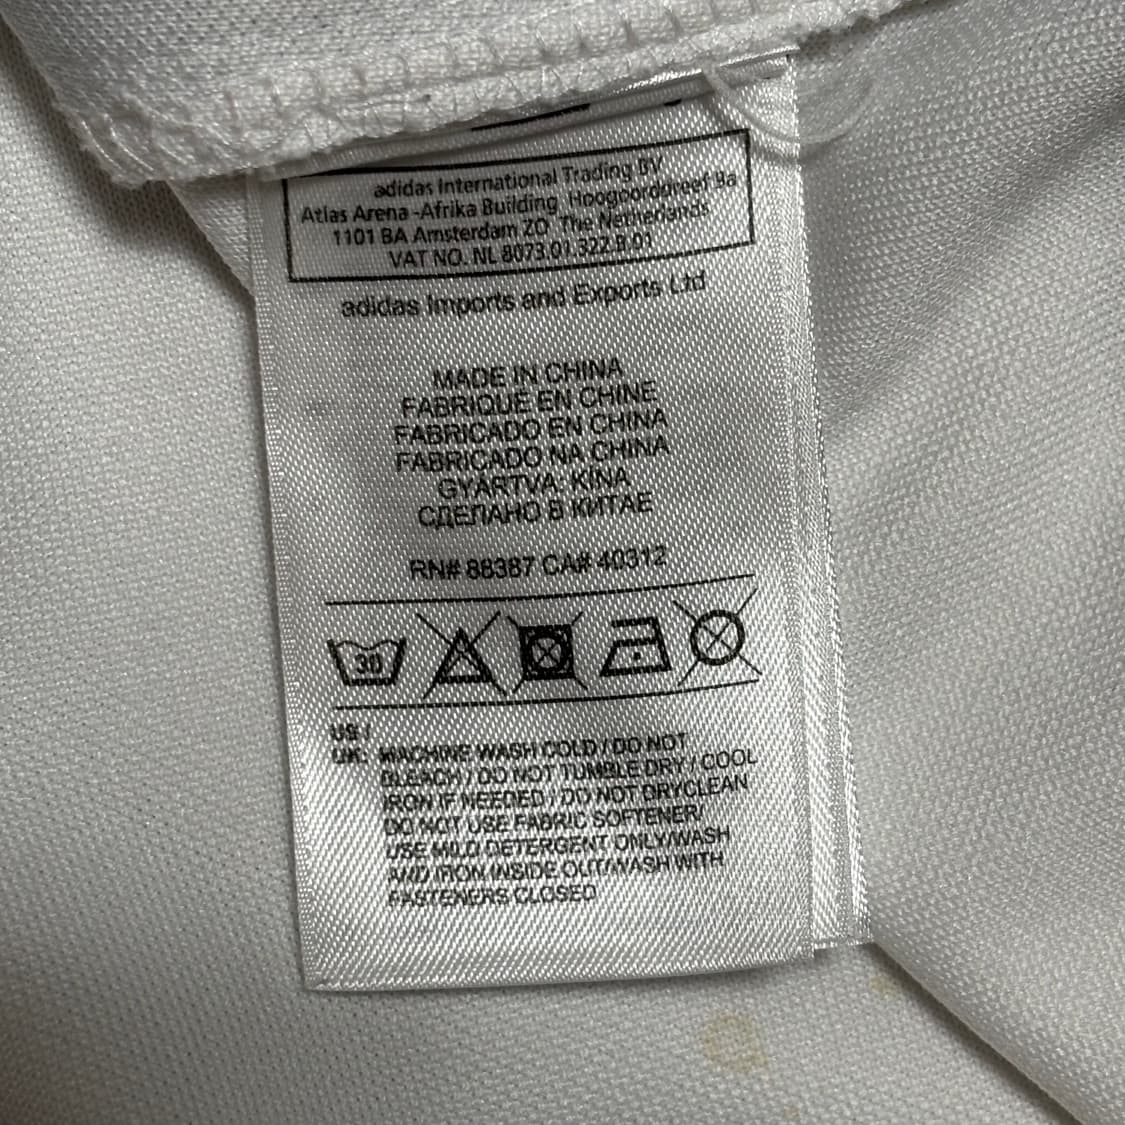 adidas International Trading BV
Atlas Arena -Afrika Building Hoogoorddreef 9a
1101 BA Amsterdam ZO The Netherlands
VAT NO. NL 8073.01.322.B.01
adidas Imports and Exports Ltd
MADE IN CHINA
FABRIQUÉ EN CHINE
FABRICADO EN CHINA
FABRICADO NA CHINA
GYÁRTVA: KÍNA
СДЕЛАНО В КИТАЕ
RN# 88387 CA# 40312
30
US /
UK: MACHINE WASH COLD / DO NOT
BLEACH / DO NOT TUMBLE DRY / COOL
IRON IF NEEDED / DO NOT DRYCLEAN
DO NOT USE FABRIC SOFTENER/
USE MILD DETERGENT ONLY/WASH
AND IRON INSIDE OUT/WASH WITH
FASTENERS CLOSED